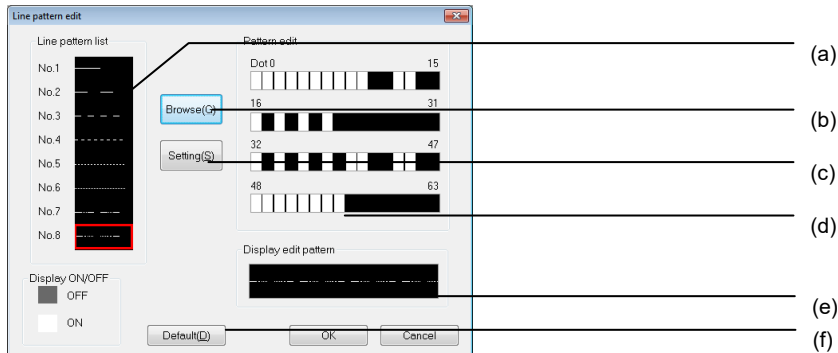 Line pattern edit
Line pattern list
No.1
No.2
No.3
No.4
No.5
No.6
No.7
No.8
Display ON/OFF
OFF
ON
Browse(G)
Setting(S)
Default(D)
Pattern edit
Dot 0 15
16 31
32 47
48 63
Display edit pattern
OK Cancel
(a)
(b)
(c)
(d)
(e)
(f)